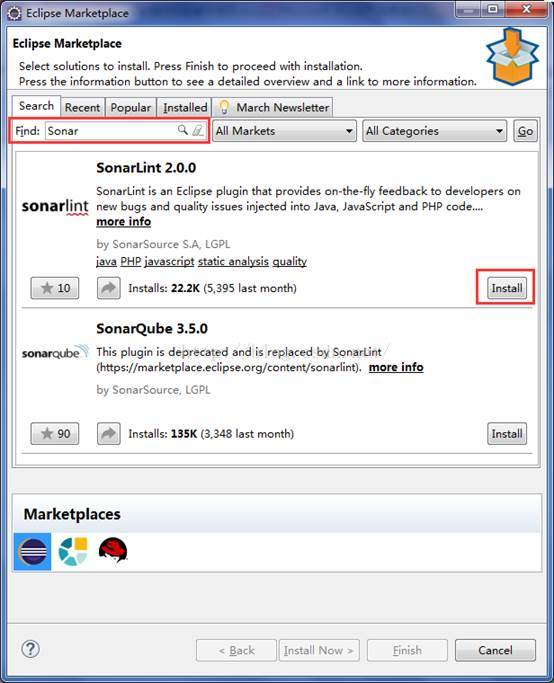 Eclipse Marketplace
Eclipse Marketplace
Select solutions to install. Press Finish to proceed with installation.
Press the information button to see a detailed overview and a link to more information.
Search Recent Popular Installed March Newsletter
Find: Sonar All Markets All Categories Go
SonarLint 2.0.0
sonarlint
SonarLint is an Eclipse plugin that provides on-the-fly feedback to developers on
new bugs and quality issues injected into Java, JavaScript and PHP code....
more info
by SonarSource S.A, LGPL
java PHP javascript static analysis quality
10 Installs: 22.2K (5,395 last month) Install
SonarQube 3.5.0
sonarqube
This plugin is deprecated and is replaced by SonarLint
(https://marketplace.eclipse.org/content/sonarlint). more info
by SonarSource, LGPL
90 Installs: 135K (3,348 last month) Install
Marketplaces
? < Back Install Now > Finish Cancel